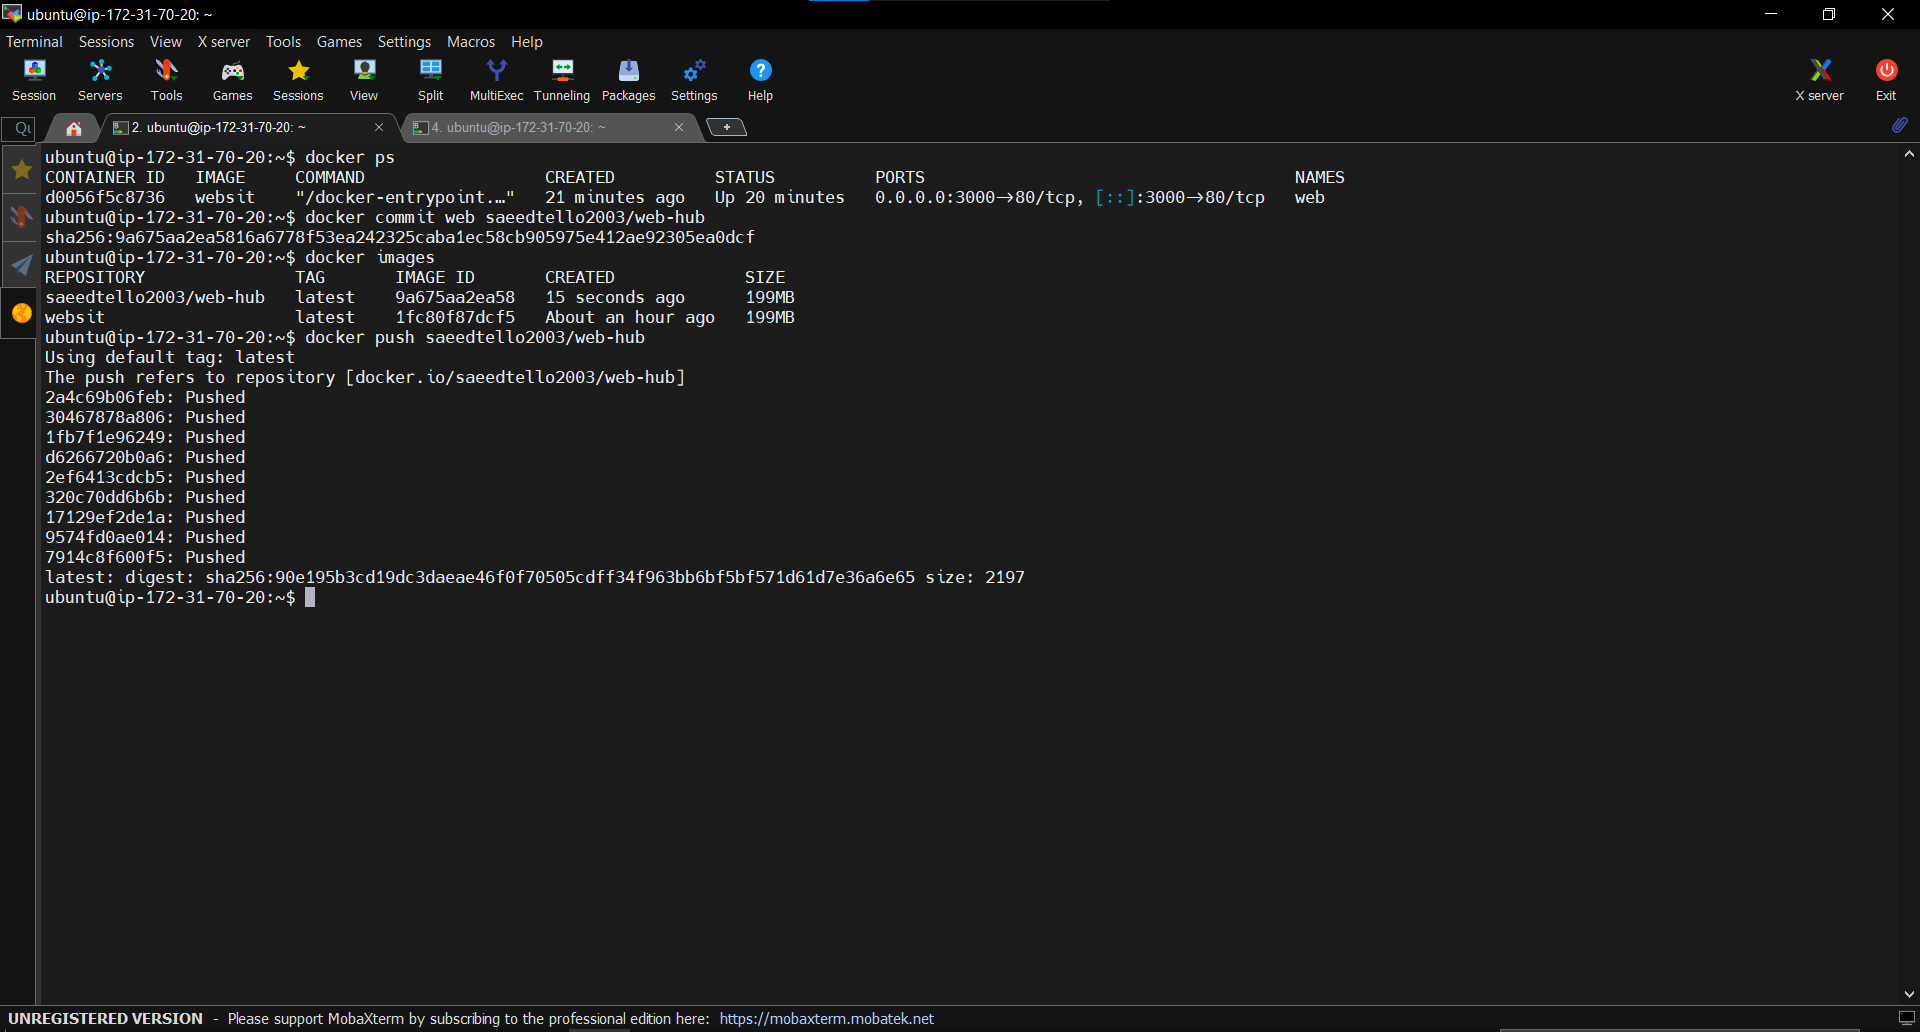 ubuntu@ip-172-31-70-20: ~
Terminal Sessions View X server Tools Games Settings Macros Help
Session Servers Tools Games Sessions View Split MultiExec Tunneling Packages Settings Help X server Exit
2. ubuntu@ip-172-31-70-20: ~ 4. ubuntu@ip-172-31-70-20: ~
ubuntu@ip-172-31-70-20:~$ docker ps
CONTAINER ID IMAGE COMMAND CREATED STATUS PORTS NAMES
d0056f5c8736 websit "/docker-entrypoint.…" 21 minutes ago Up 20 minutes 0.0.0.0:3000->80/tcp, [::]:3000->80/tcp web
ubuntu@ip-172-31-70-20:~$ docker commit web saeedtello2003/web-hub
sha256:9a675aa2ea5816a6778f53ea242325caba1ec58cb905975e412ae92305ea0dcf
ubuntu@ip-172-31-70-20:~$ docker images
REPOSITORY TAG IMAGE ID CREATED SIZE
saeedtello2003/web-hub latest 9a675aa2ea58 15 seconds ago 199MB
websit latest 1fc80f87dcf5 About an hour ago 199MB
ubuntu@ip-172-31-70-20:~$ docker push saeedtello2003/web-hub
Using default tag: latest
The push refers to repository [docker.io/saeedtello2003/web-hub]
2a4c69b06feb: Pushed
30467878a806: Pushed
1fb7f1e96249: Pushed
d6266720b0a6: Pushed
2ef6413cdcb5: Pushed
320c70dd6b6b: Pushed
17129ef2de1a: Pushed
9574fd0ae014: Pushed
7914c8f600f5: Pushed
latest: digest: sha256:90e195b3cd19dc3daeae46f0f70505cdff34f963bb6bf5bf571d61d7e36a6e65 size: 2197
ubuntu@ip-172-31-70-20:~$
UNREGISTERED VERSION - Please support MobaXterm by subscribing to the professional edition here: https://mobaxterm.mobatek.net